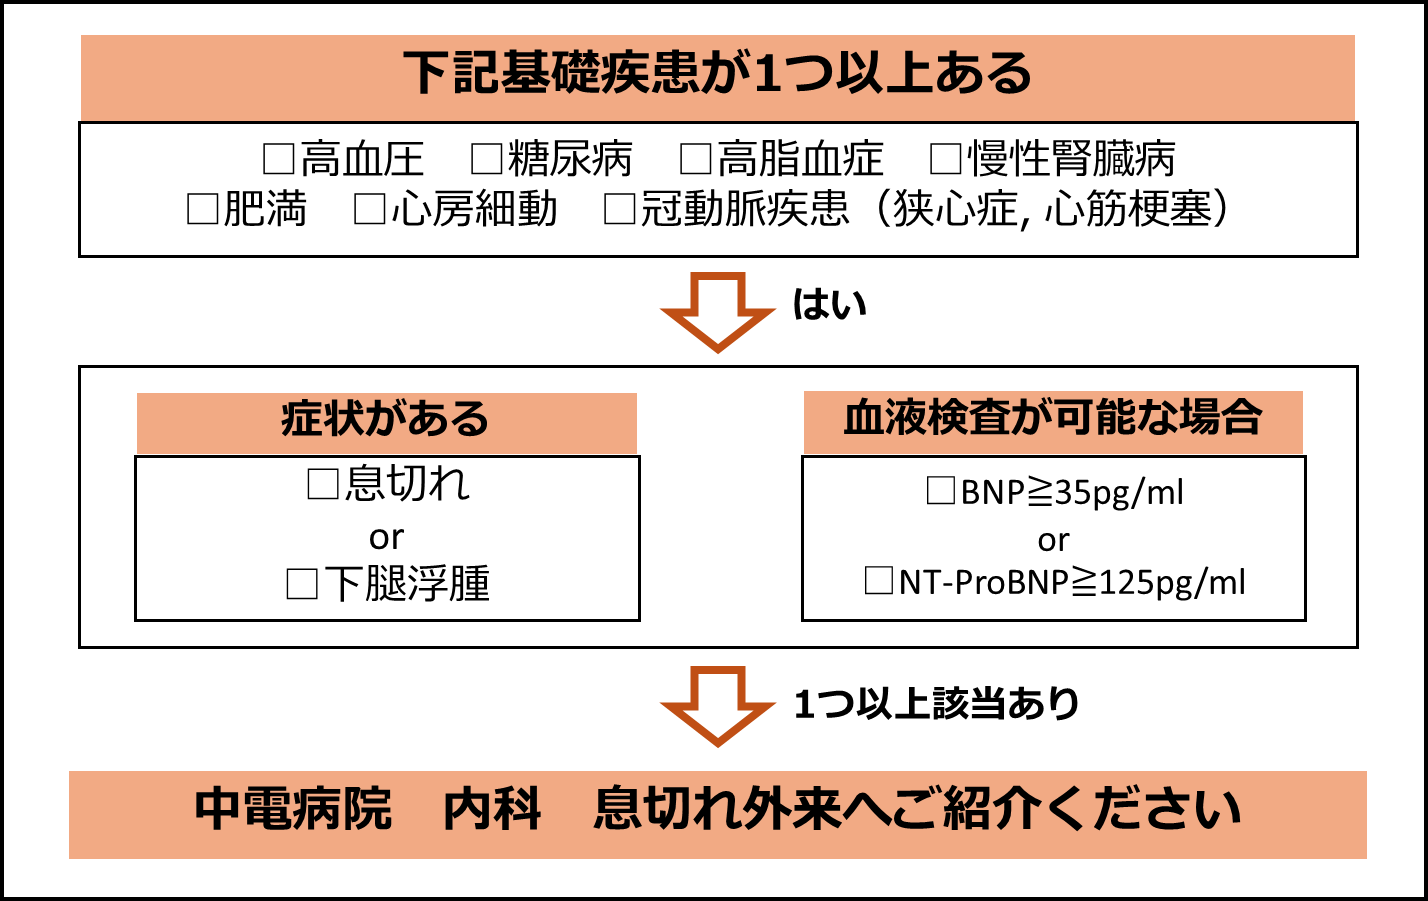 下記基礎疾患が1つ以上ある
□高血圧 □糖尿病 □高脂血症 □慢性腎臓病
□肥満 □心房細動 □冠動脈疾患（狭心症, 心筋梗塞）
はい
症状がある
□息切れ
or
□下腿浮腫
血液検査が可能な場合
□BNP≧35pg/ml
or
□NT-ProBNP≧125pg/ml
1つ以上該当あり
中電病院　内科　息切れ外来へご紹介ください